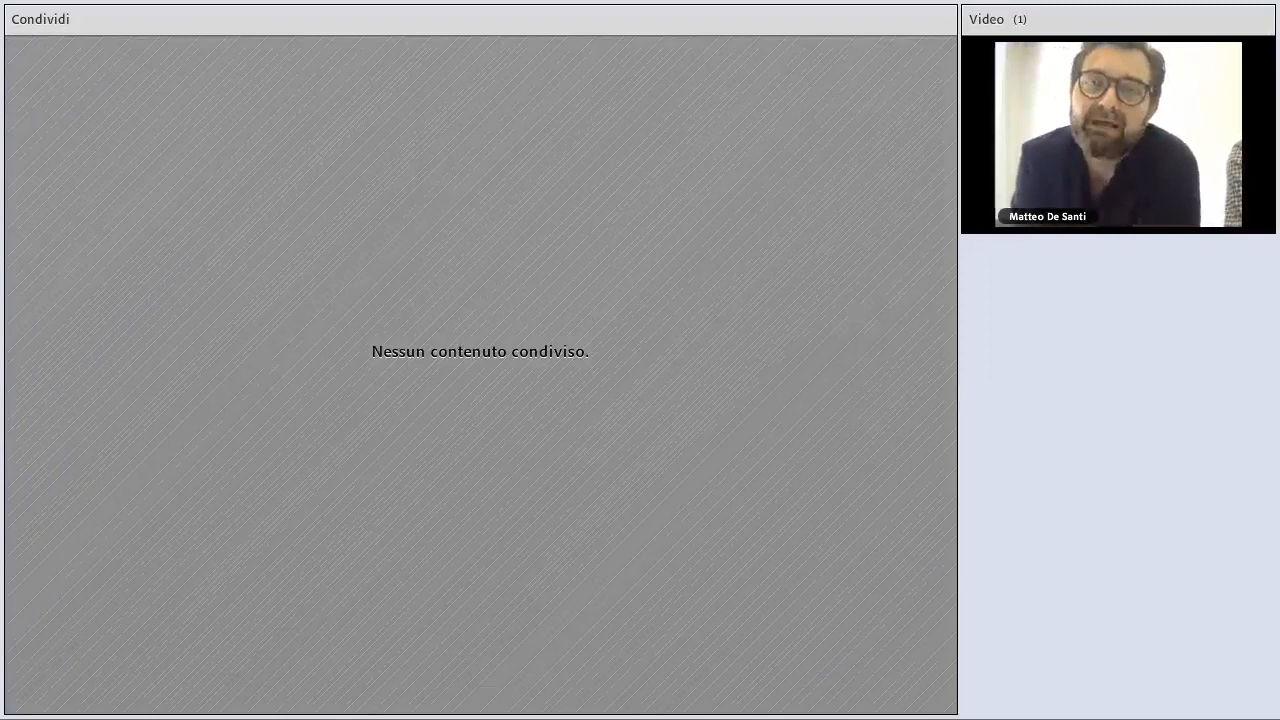 Condividi
Video (1)
Matteo De Santi
Nessun contenuto condiviso.